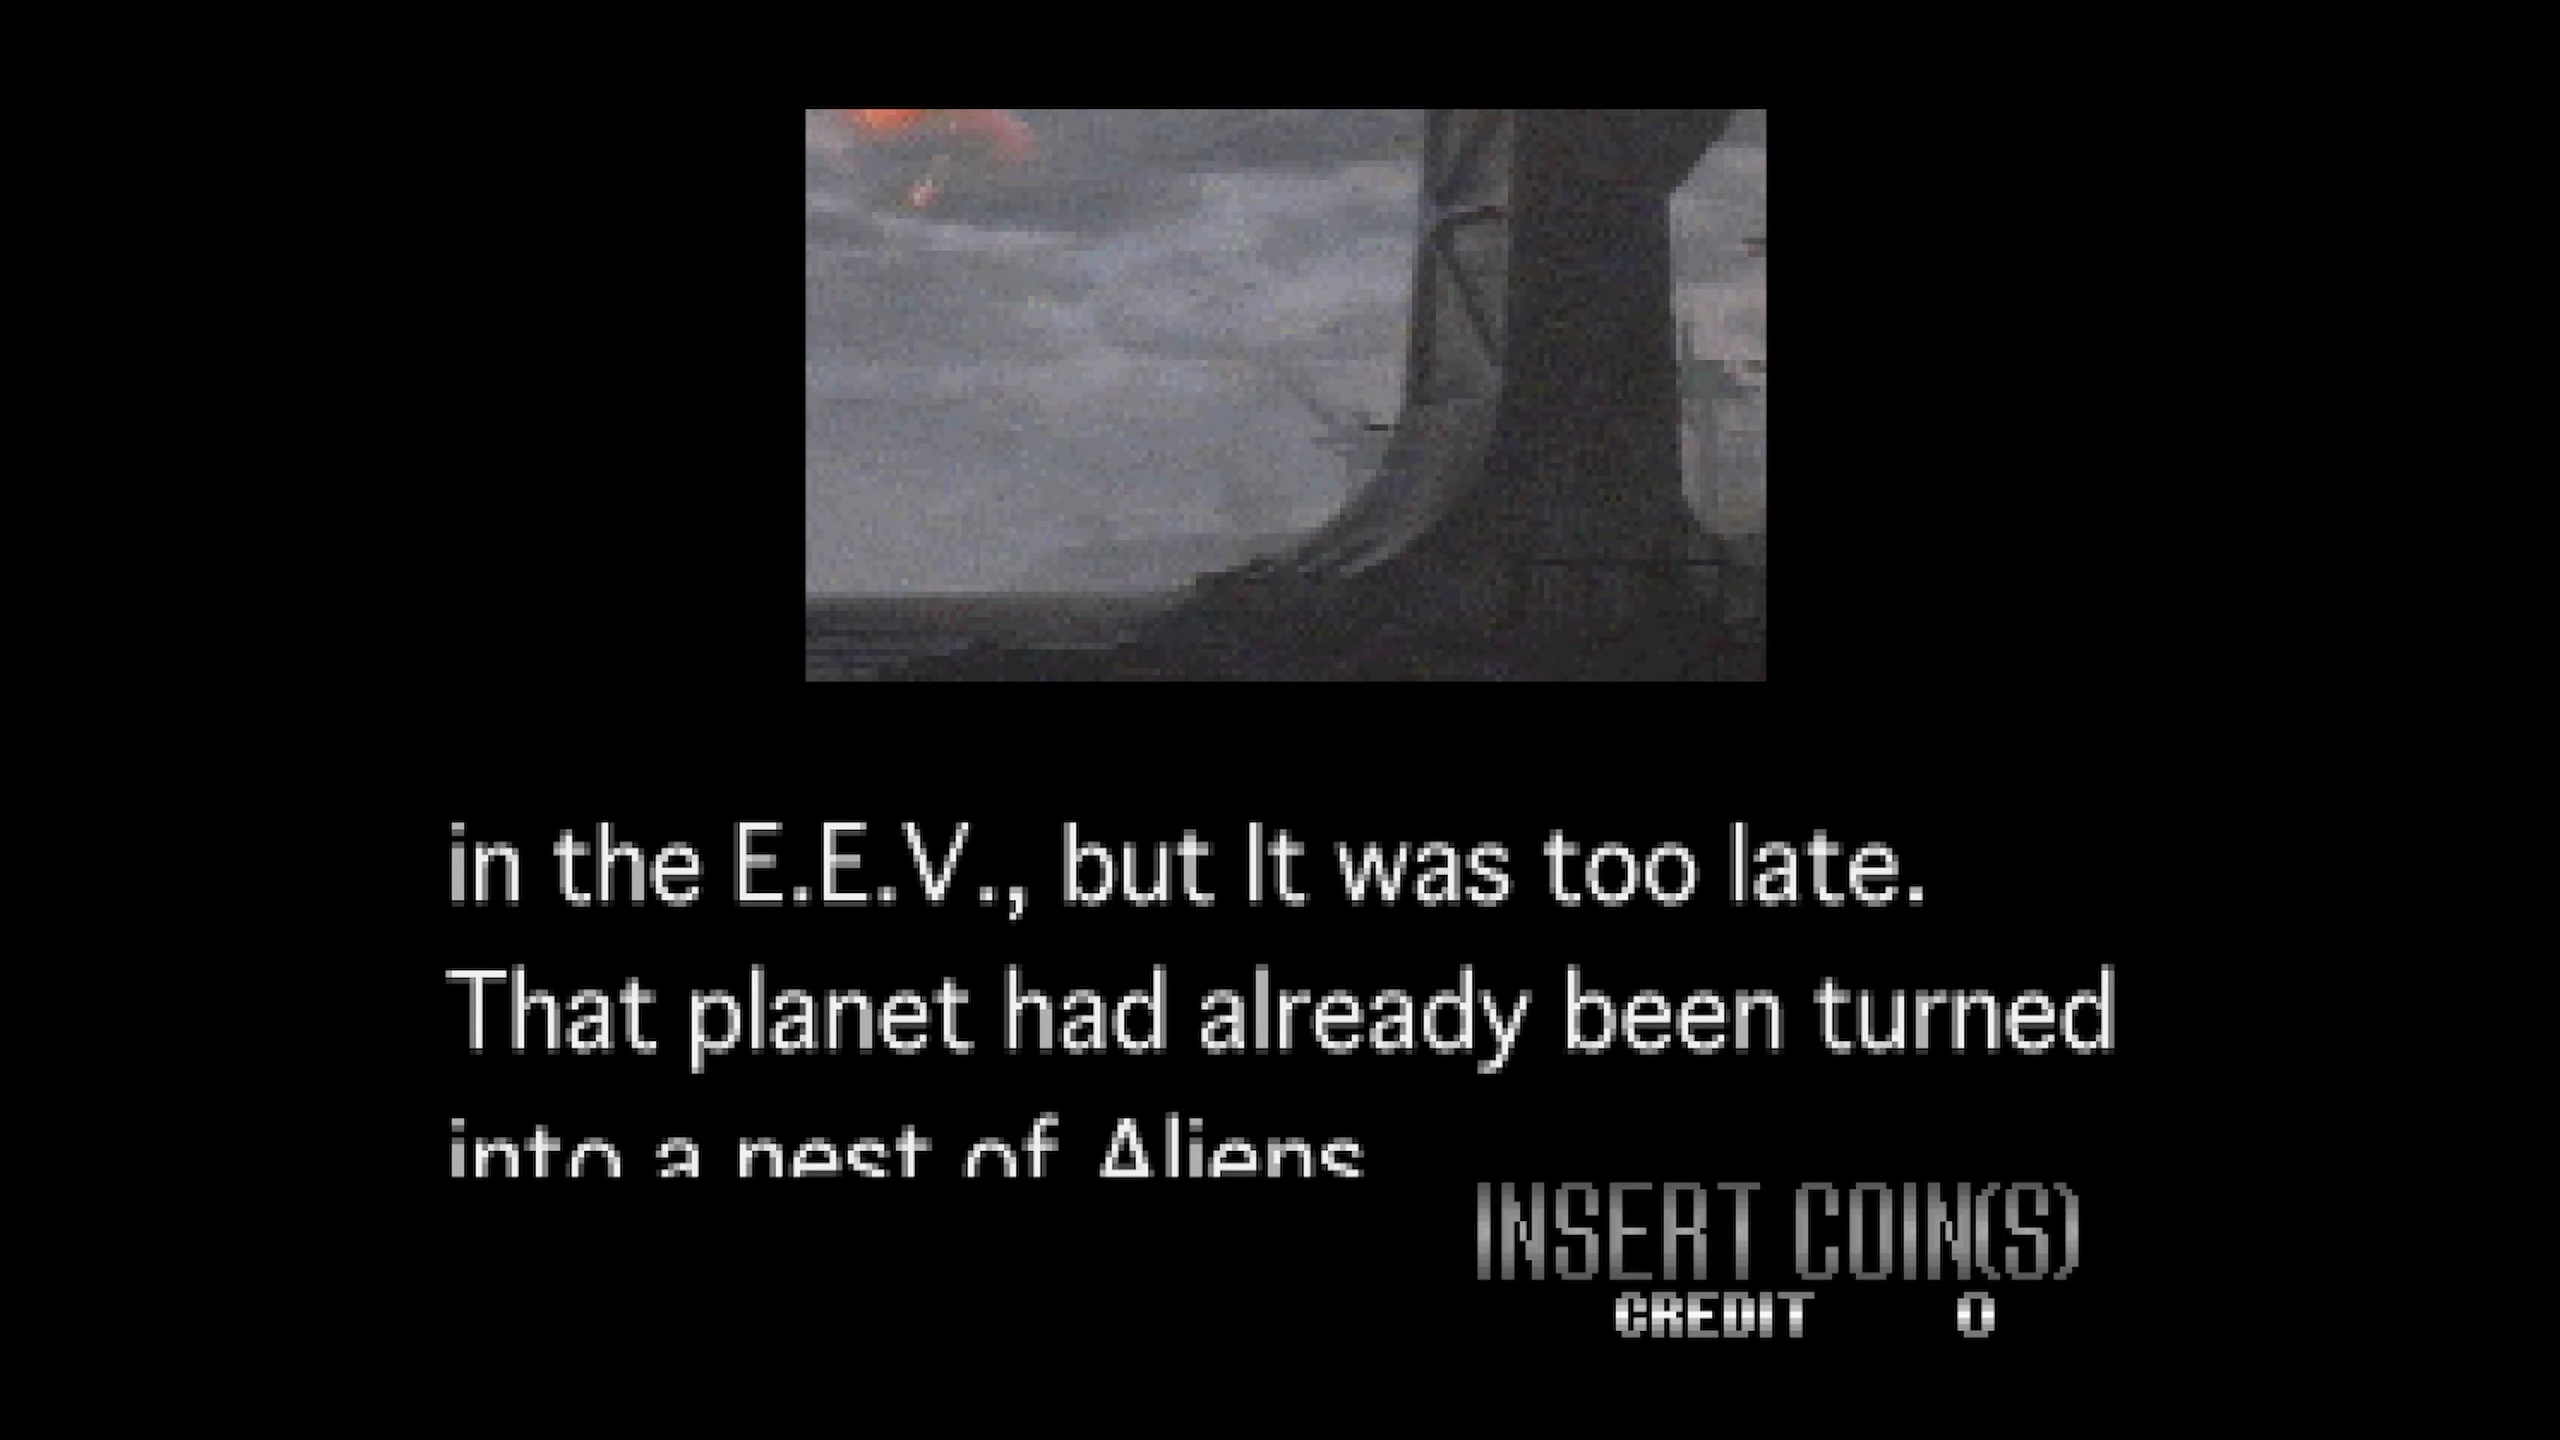 in the E.E.V., but It was too late.
That planet had already been turned
into a nest of Aliens
INSERT COIN(S)
CREDIT 0